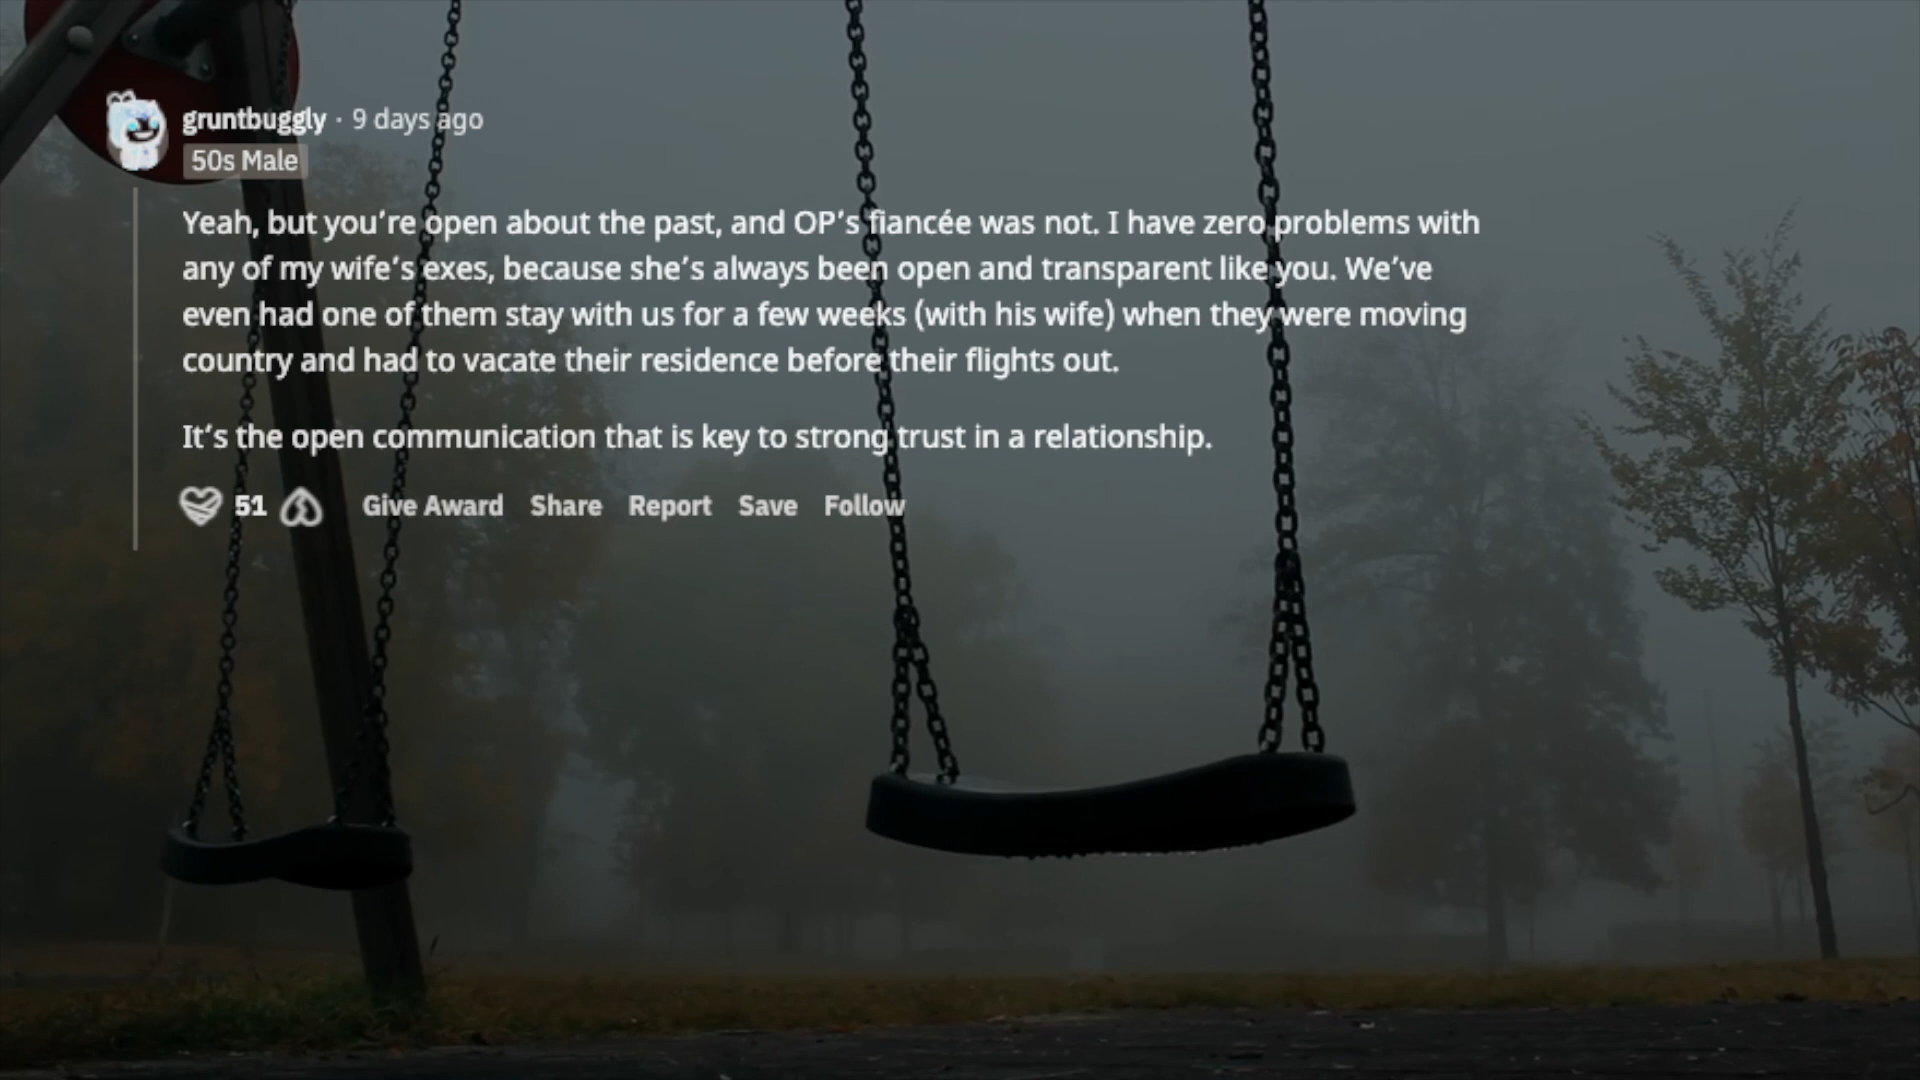 gruntbuggly · 9 days ago
50s Male
Yeah, but you’re open about the past, and OP’s fiancée was not. I have zero problems with
any of my wife’s exes, because she’s always been open and transparent like you. We’ve
even had one of them stay with us for a few weeks (with his wife) when they were moving
country and had to vacate their residence before their flights out.
It’s the open communication that is key to strong trust in a relationship.
51 Give Award Share Report Save Follow